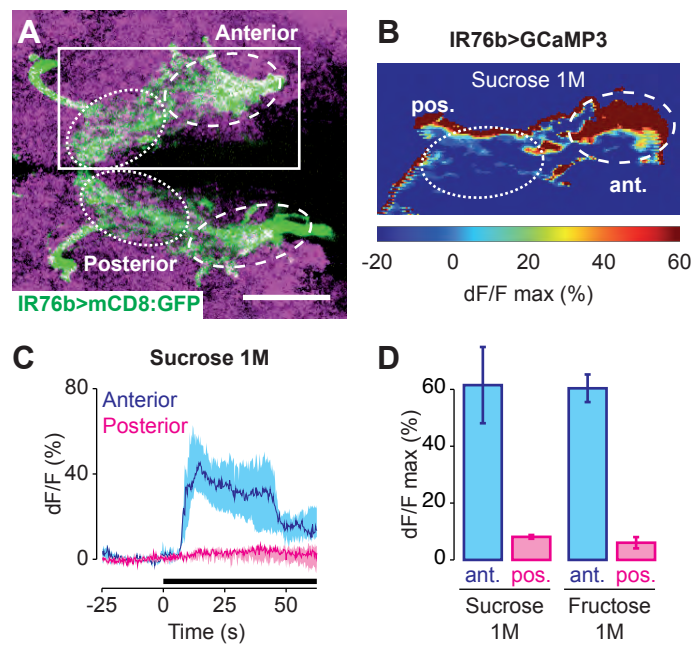 A
Anterior
Posterior
IR76b>mCD8:GFP
B
IR76b>GCaMP3
Sucrose 1M
pos.
ant.
-20 0 20 40 60
dF/F max (%)
C
Sucrose 1M
80
40
0
dF/F (%)
Anterior
Posterior
-25 0 25 50
Time (s)
D
60
20
0
dF/F max (%)
ant. pos. ant. pos.
Sucrose Fructose
1M 1M